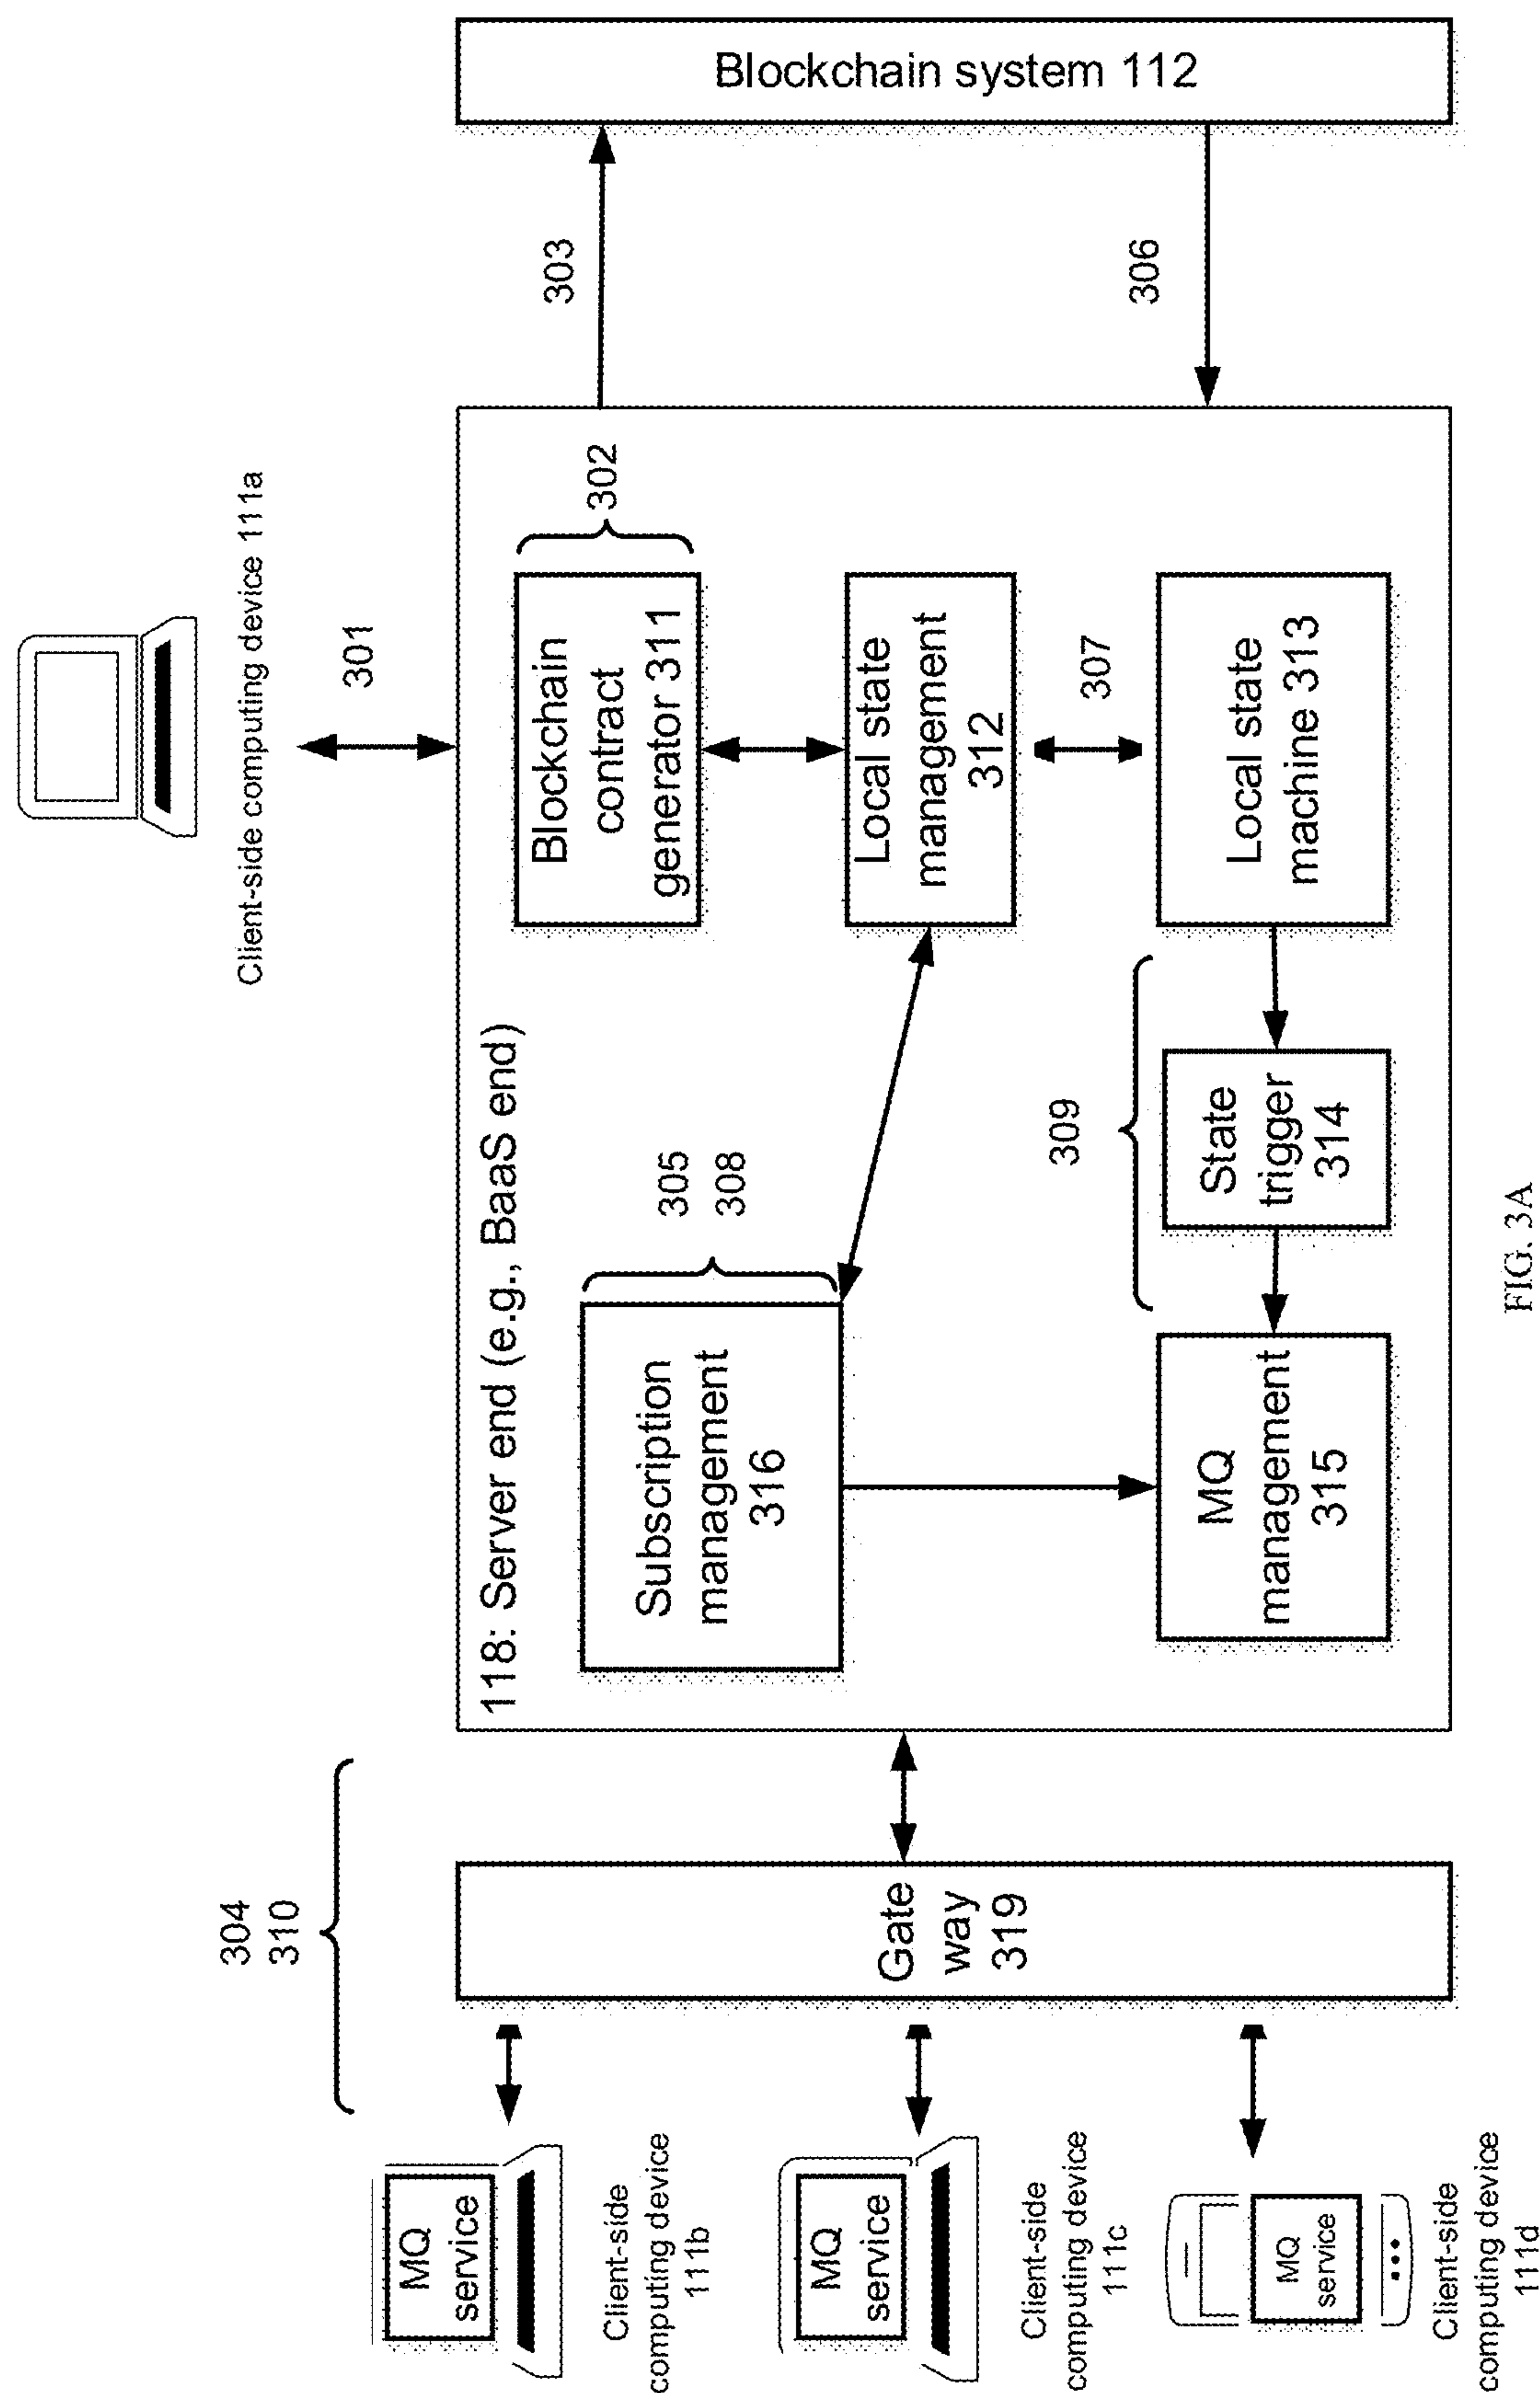 Client-side computing device 111a
301
304
310
118: Server end (e.g., BaaS end)
302
303
Blockchain system 112
MQ
service
Client-side
computing device
111b
Subscription
management
316
305
308
Blockchain
contract
generator 311
Gate
way
319
MQ
service
Client-side
computing device
111c
Local state
management
312
307
309
306
MQ
management
315
State
trigger
314
Local state
machine 313
MQ
service
Client-side
computing device
111d
FIG. 3A